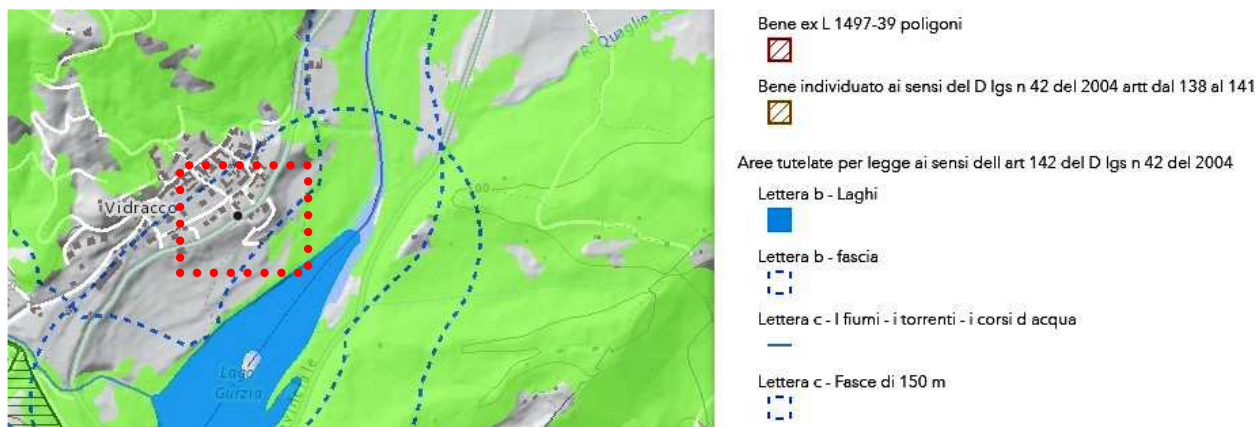 R° Quaglie
Vidracco
700
Lago
Gurzia
Bene ex L 1497-39 poligoni
Bene individuato ai sensi del D lgs n 42 del 2004 artt dal 138 al 141
Aree tutelate per legge ai sensi dell art 142 del D lgs n 42 del 2004
Lettera b - Laghi
Lettera b - fascia
Lettera c - I fiumi - i torrenti - i corsi d acqua
Lettera c - Fasce di 150 m